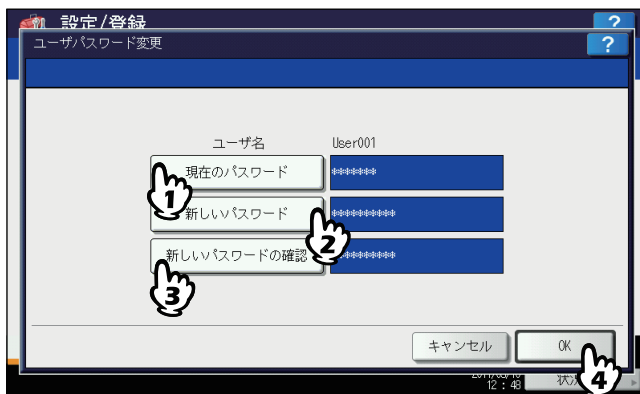 設定/登録
?
ユーザパスワード変更
?
ユーザ名 User001
現在のパスワード *******
1
新しいパスワード **********
2
新しいパスワードの確認 **********
3
キャンセル
OK
4
12:48